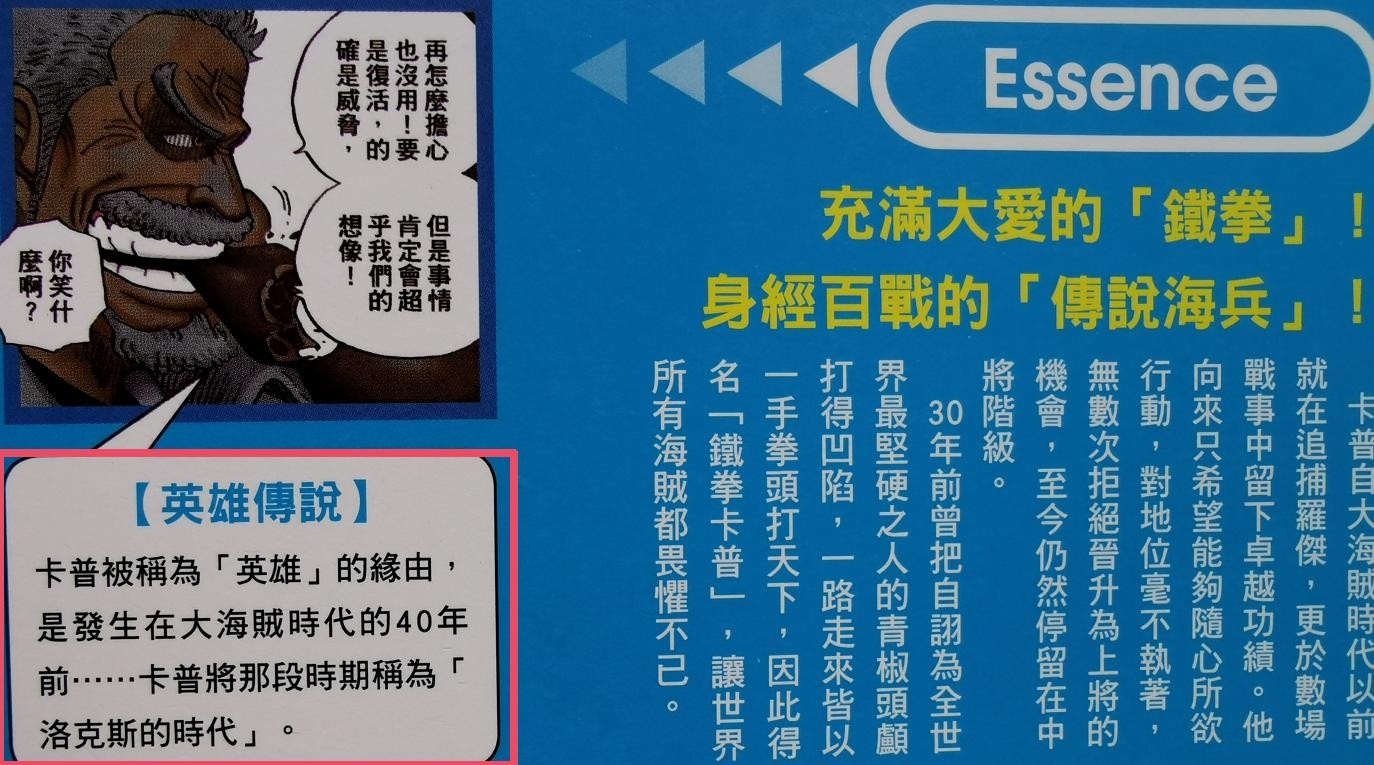 再怎麼擔心
也沒用！要
是復活，的
確是威脅，
但是事情
肯定會超
乎我們的
想像！
你笑什
麼啊？
【英雄傳說】
卡普被稱為「英雄」的緣由，
是發生在大海賊時代的40年
前⋯⋯卡普將那段時期稱為「
洛克斯的時代」。
Essence
充滿大愛的「鐵拳」！
身經百戰的「傳說海兵」！
卡普自大海賊時代以前
就在追捕羅傑，更於數場
戰事中留下卓越功績。他
向來只希望能夠隨心所欲
行動，對地位毫不執著，
無數次拒絕晉升為上將的
機會，至今仍然停留在中
將階級。
30年前曾把自詡為全世
界最堅硬之人的青椒頭顱
打得凹陷，一路走來皆以
一手拳頭打天下，因此得
名「鐵拳卡普」，讓世界
所有海賊都畏懼不已。